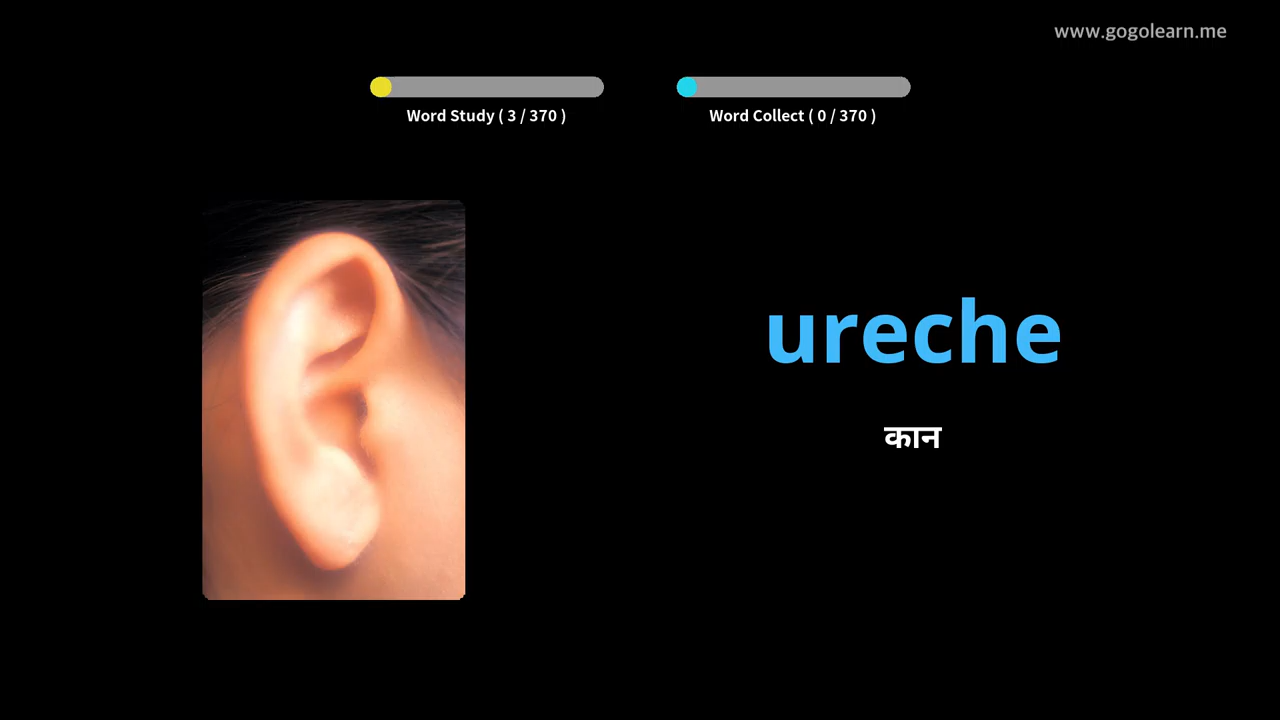 www.gogolearn.me
Word Study ( 3 / 370 )
Word Collect ( 0 / 370 )
ureche
कान